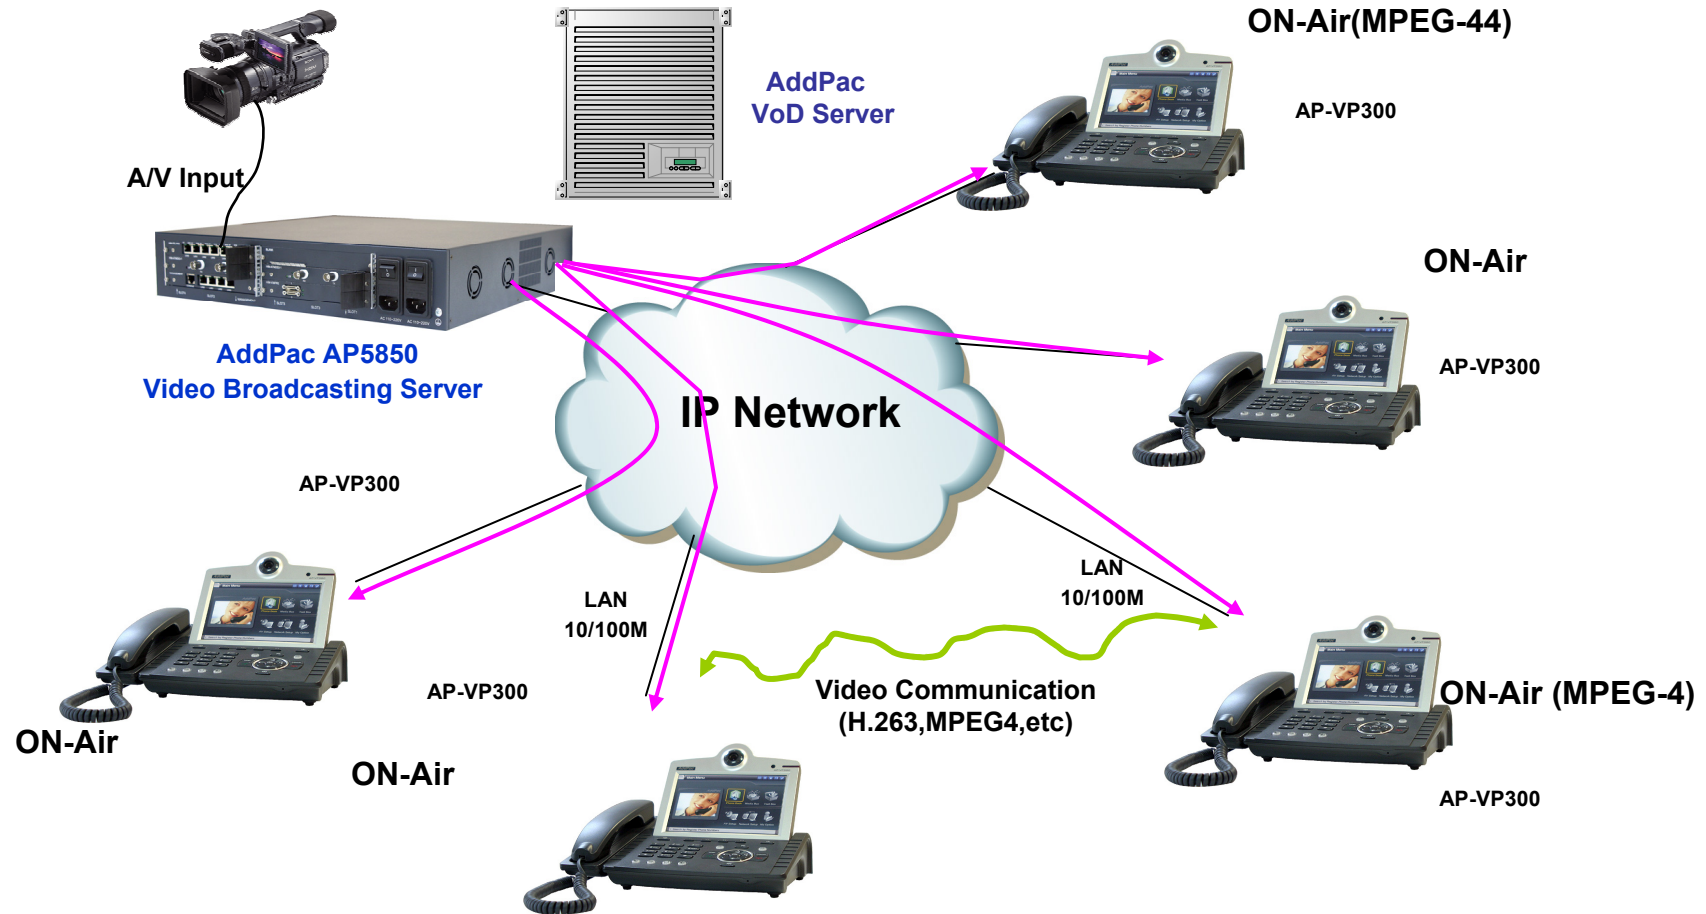 ON-Air(MPEG-44)
AddPac
VoD Server
AP-VP300
A/V Input
ON-Air
AddPac AP5850
Video Broadcasting Server
AP-VP300
IP Network
AP-VP300
LAN
10/100M
LAN
10/100M
AP-VP300
Video Communication
(H.263,MPEG4,etc)
ON-Air (MPEG-4)
ON-Air
ON-Air
AP-VP300